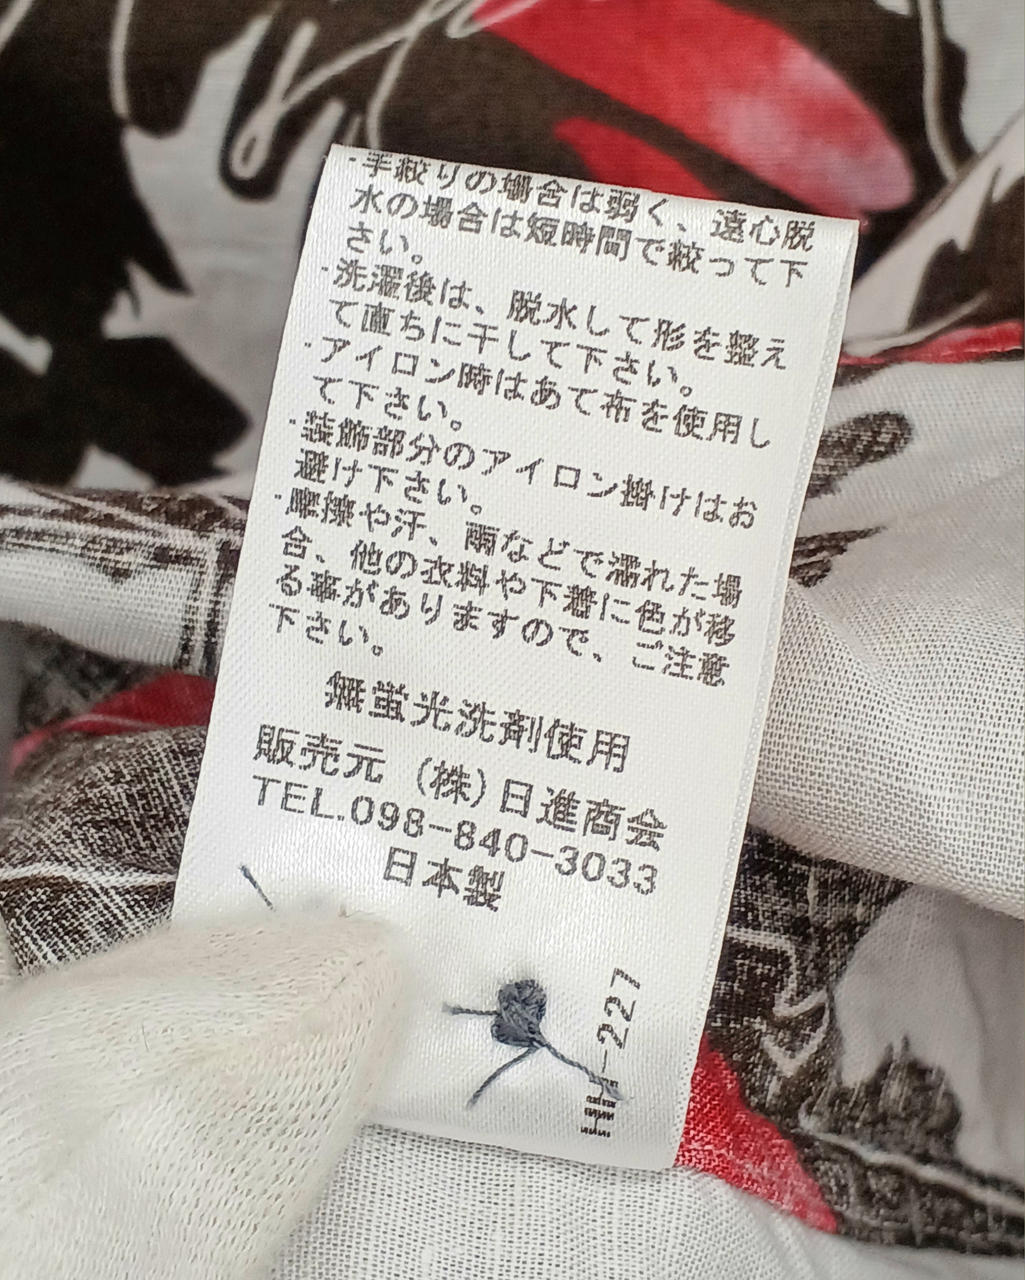 ・手絞りの場合は弱く、遠心脱
水の場合は短時間で絞って下
さい。
・洗濯後は、脱水して形を整え
て直ちに干して下さい。
・アイロン時はあて布を使用し
て下さい。
・装飾部分のアイロン掛けはお
避け下さい。
・摩擦や汗、雨などで濡れた場
合、他の衣料や下着に色が移
る事がありますので、ご注意
下さい。
無蛍光洗剤使用
販売元 (株)日進商会
TEL.098-840-3033
日本製
-227